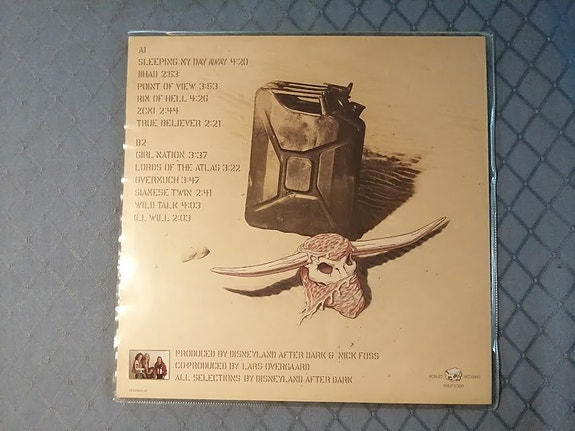 A1
SLEEPING MY DAY AWAY 4:20
JIHAD 2:53
POINT OF VIEW 3:53
RIM OF HELL 4:26
ZCMI 2:44
TRUE BELIEVER 2:21
B2
GIRL NATION 3:37
LORDS OF THE ATLAS 3:22
OVERMUCH 3:47
SIAMESE TWIN 2:41
WILD TALK 4:03
ILL WILL 2:03
PRODUCED BY DISNEYLAND AFTER DARK & NICK FOSS
CO-PRODUCED BY LARS OVERGAARD
ALL SELECTIONS BY DISNEYLAND AFTER DARK